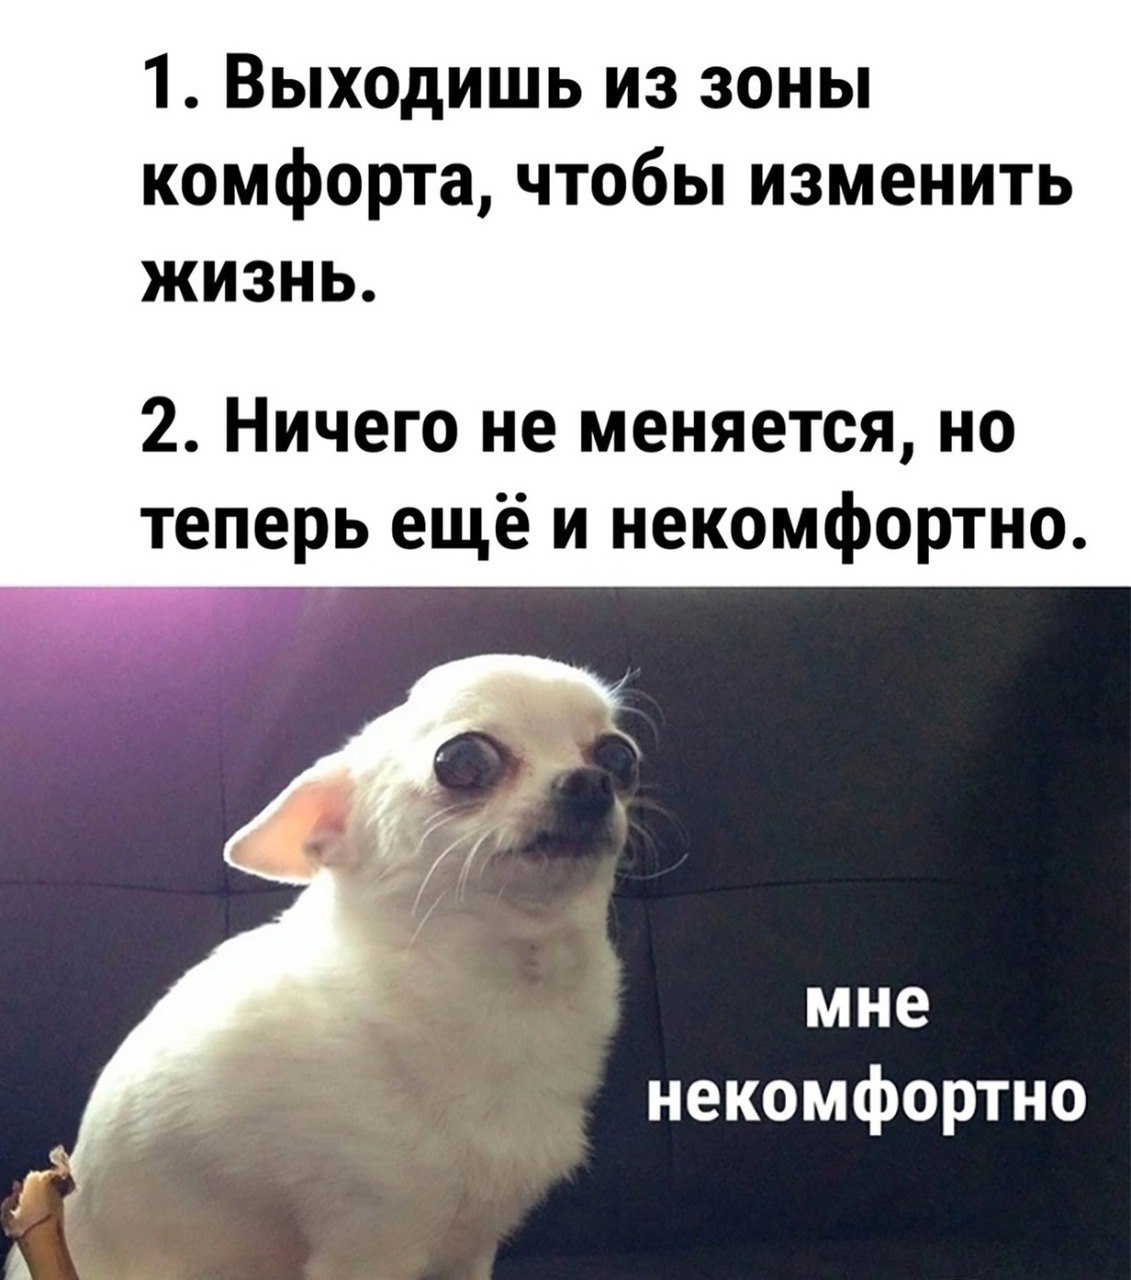 1. Выходишь из зоны
комфорта, чтобы изменить
жизнь.
2. Ничего не меняется, но
теперь ещё и некомфортно.
мне
некомфортно